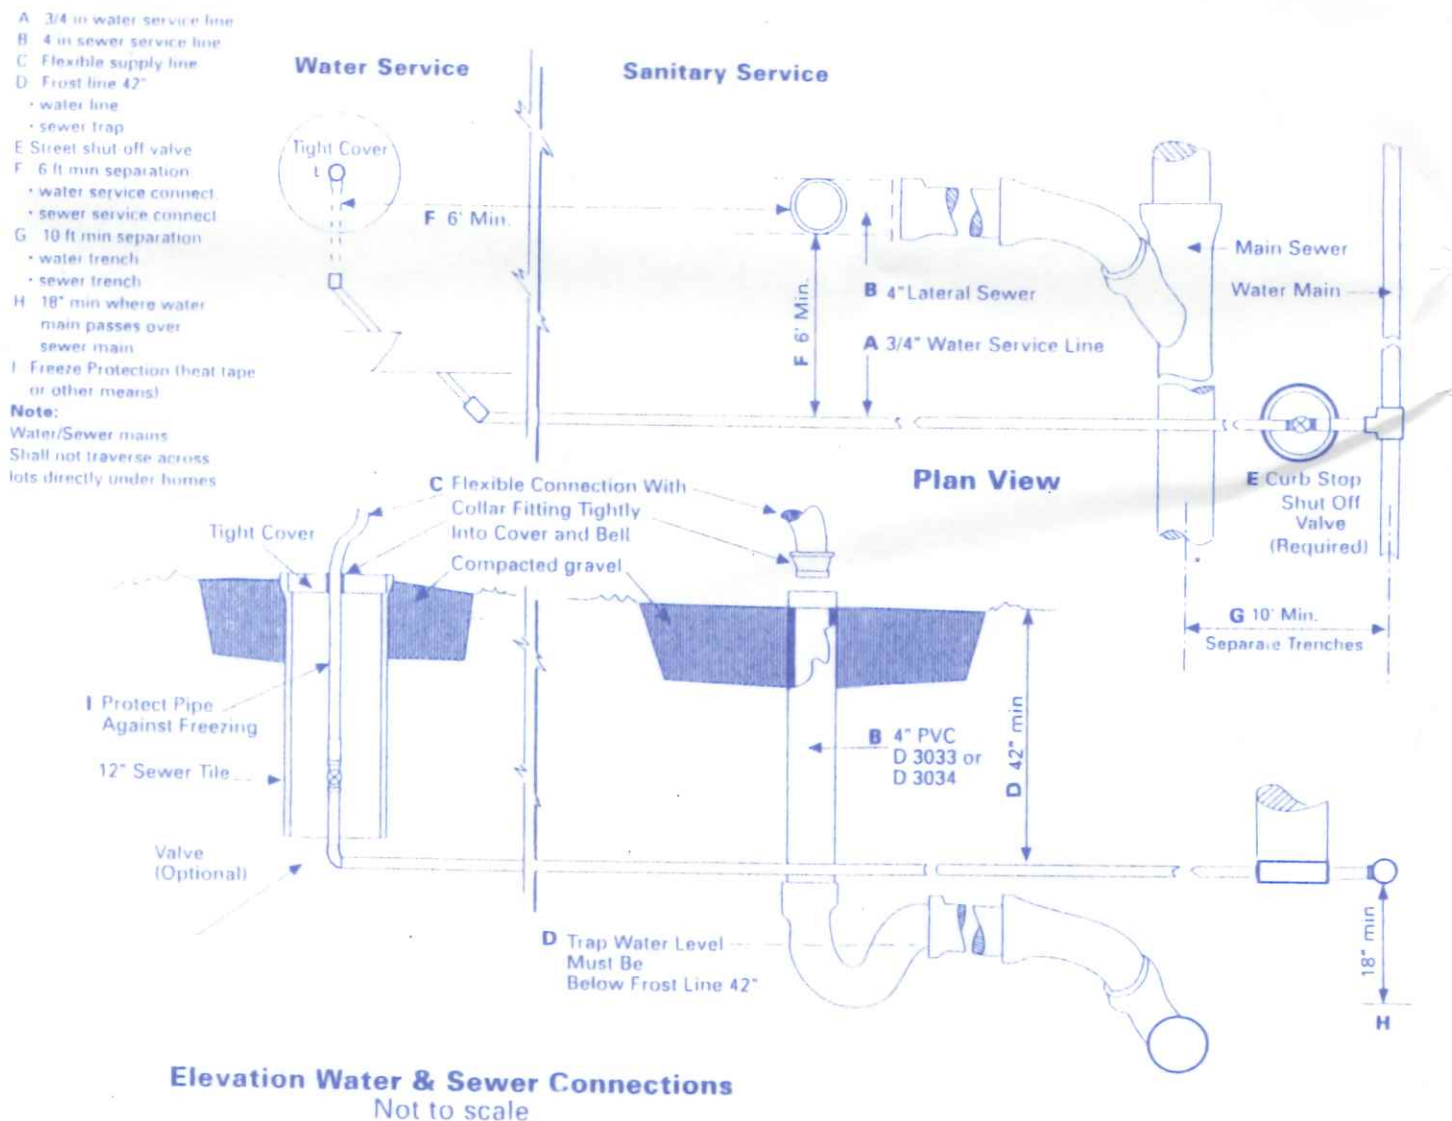 A 3/4 in water service line
B 4 in sewer service line
C Flexible supply line
D Frost line 42"
· water line
· sewer trap
E Street shut off valve
F 6 ft min separation
· water service connect
· sewer service connect
G 10 ft min separation
· water trench
· sewer trench
H 18" min where water
main passes over
sewer main
I Freeze Protection (heat tape
or other means)
Note:
Water/Sewer mains
Shall not traverse across
lots directly under homes
Water Service
Sanitary Service
Tight Cover
F 6' Min.
F 6' Min.
B 4" Lateral Sewer
A 3/4" Water Service Line
Main Sewer
Water Main
Plan View
E Curb Stop
Shut Off
Valve
(Required)
G 10' Min.
Separate Trenches
C Flexible Connection With
Collar Fitting Tightly
Into Cover and Bell
Compacted gravel
Tight Cover
I Protect Pipe
Against Freezing
12" Sewer Tile
Valve
(Optional)
B 4" PVC
D 3033 or
D 3034
D 42" min
D Trap Water Level
Must Be
Below Frost Line 42"
18" min
H
Elevation Water & Sewer Connections
Not to scale